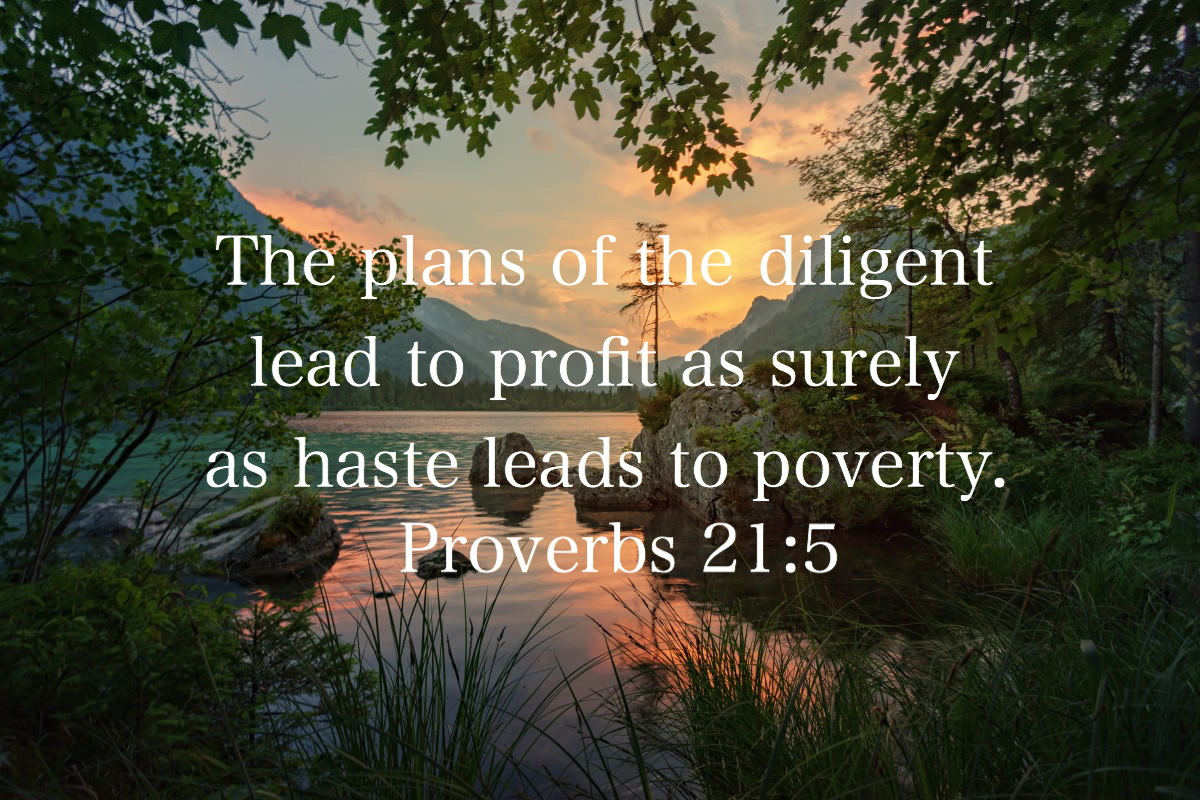 The plans of the diligent
lead to profit as surely
as haste leads to poverty.
Proverbs 21:5